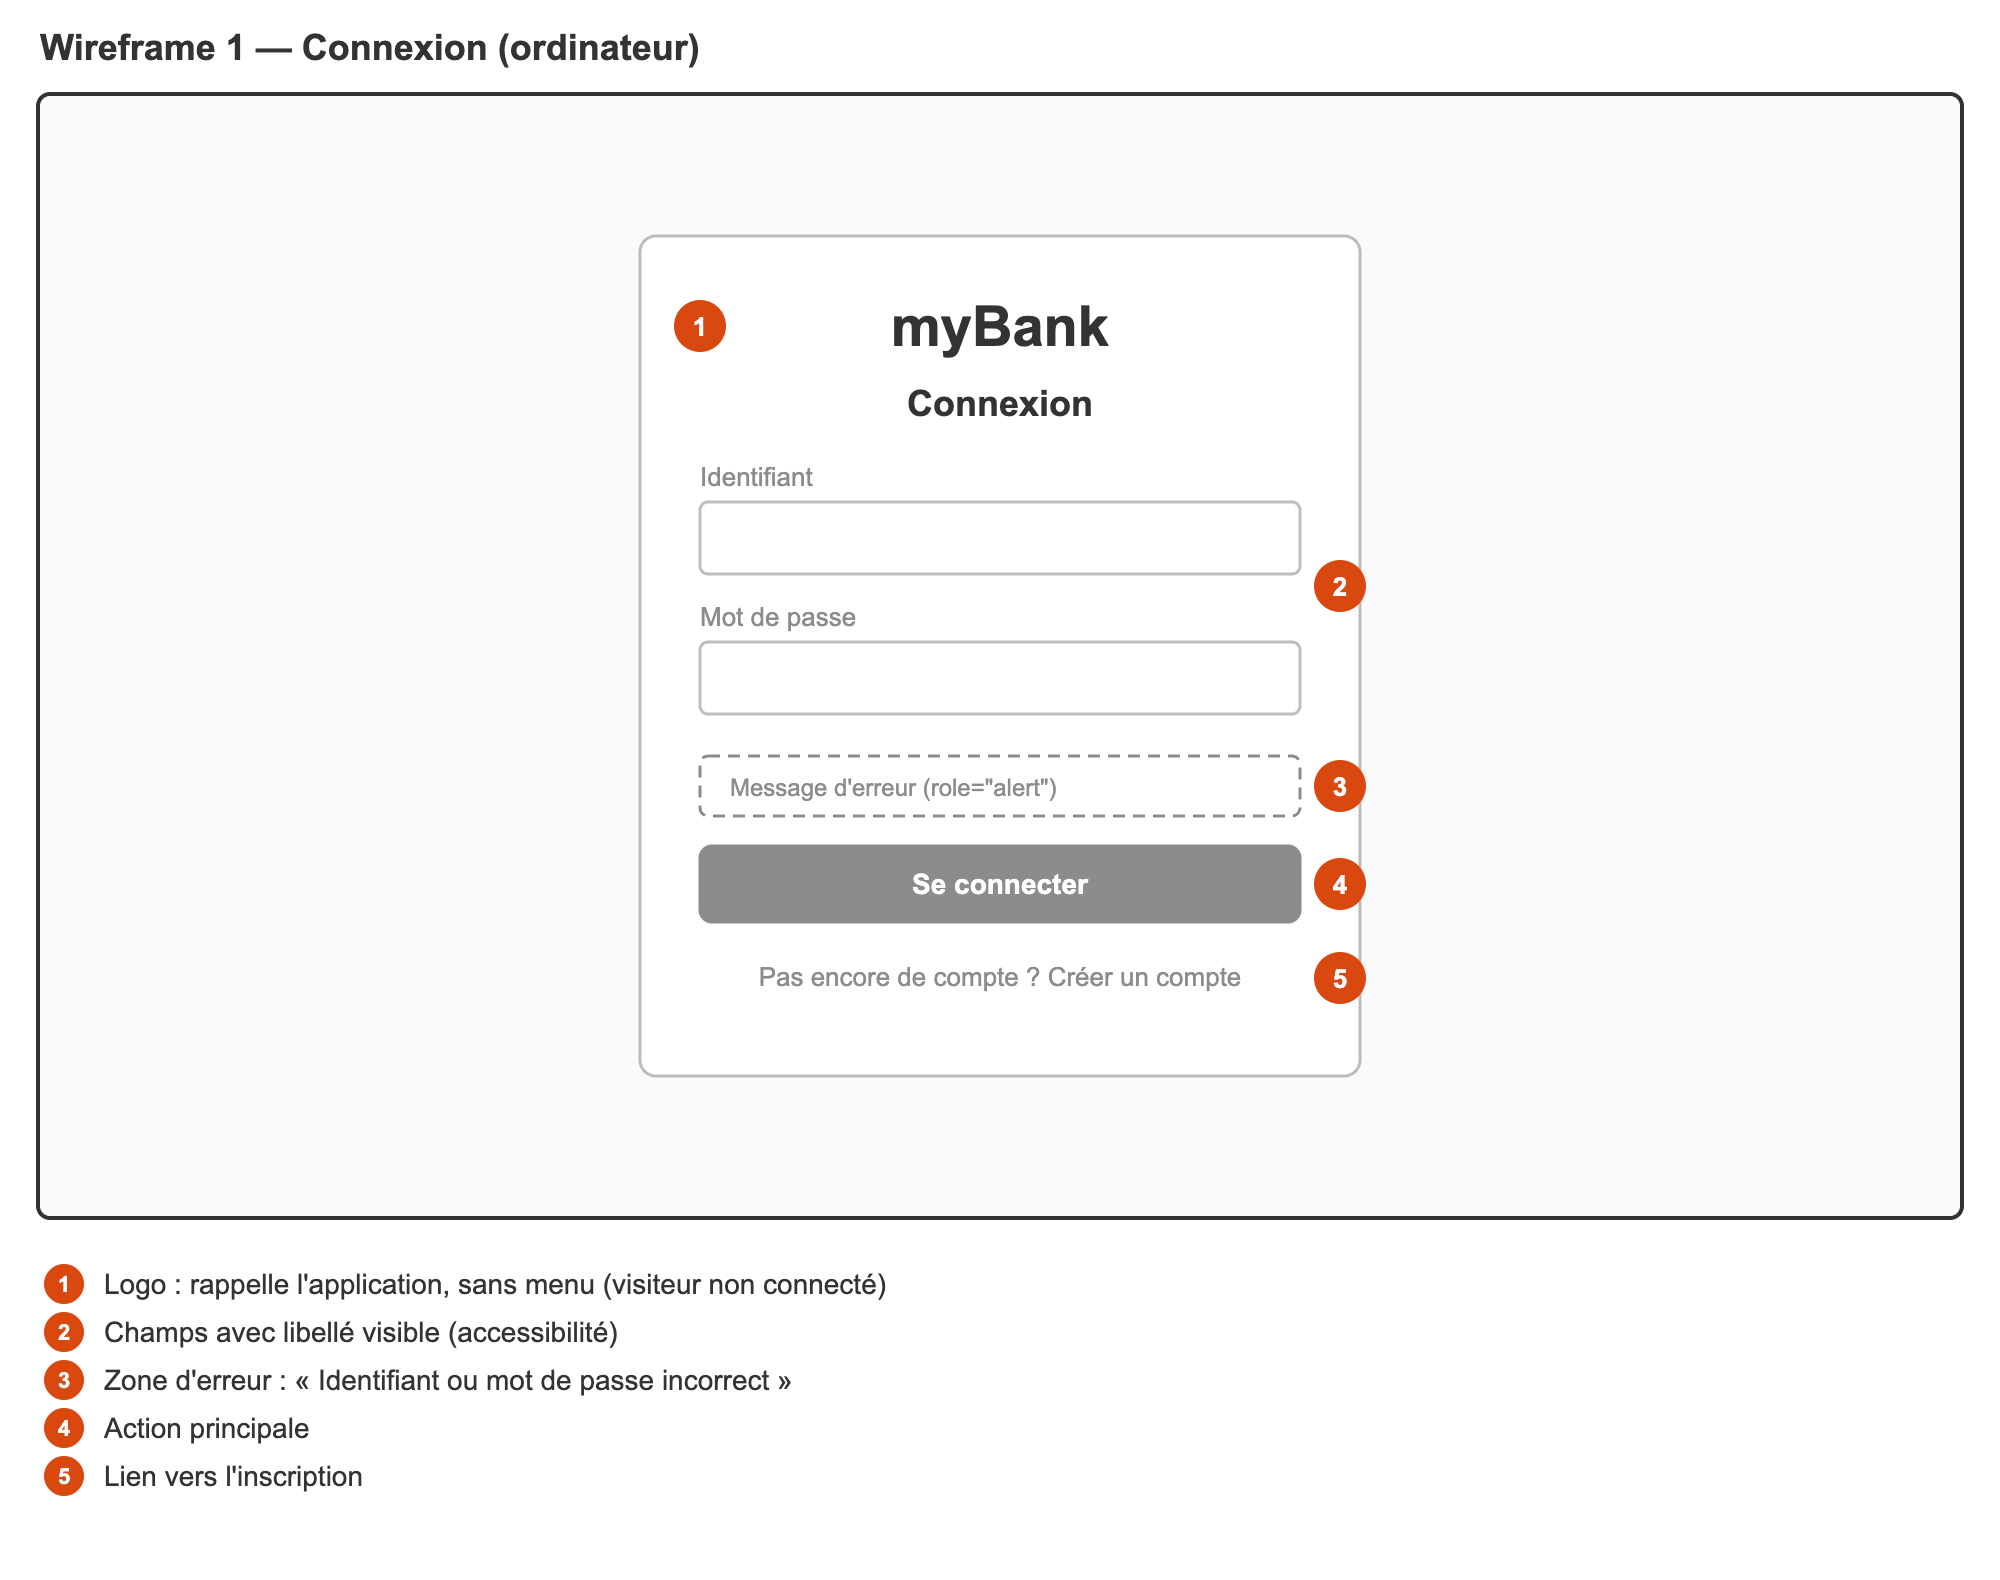 Wireframe 1 — Connexion (ordinateur)
1
myBank
Connexion
Identifiant
2
Mot de passe
Message d'erreur (role="alert")
3
Se connecter
4
Pas encore de compte ? Créer un compte
5
1 Logo : rappelle l'application, sans menu (visiteur non connecté)
2 Champs avec libellé visible (accessibilité)
3 Zone d'erreur : « Identifiant ou mot de passe incorrect »
4 Action principale
5 Lien vers l'inscription